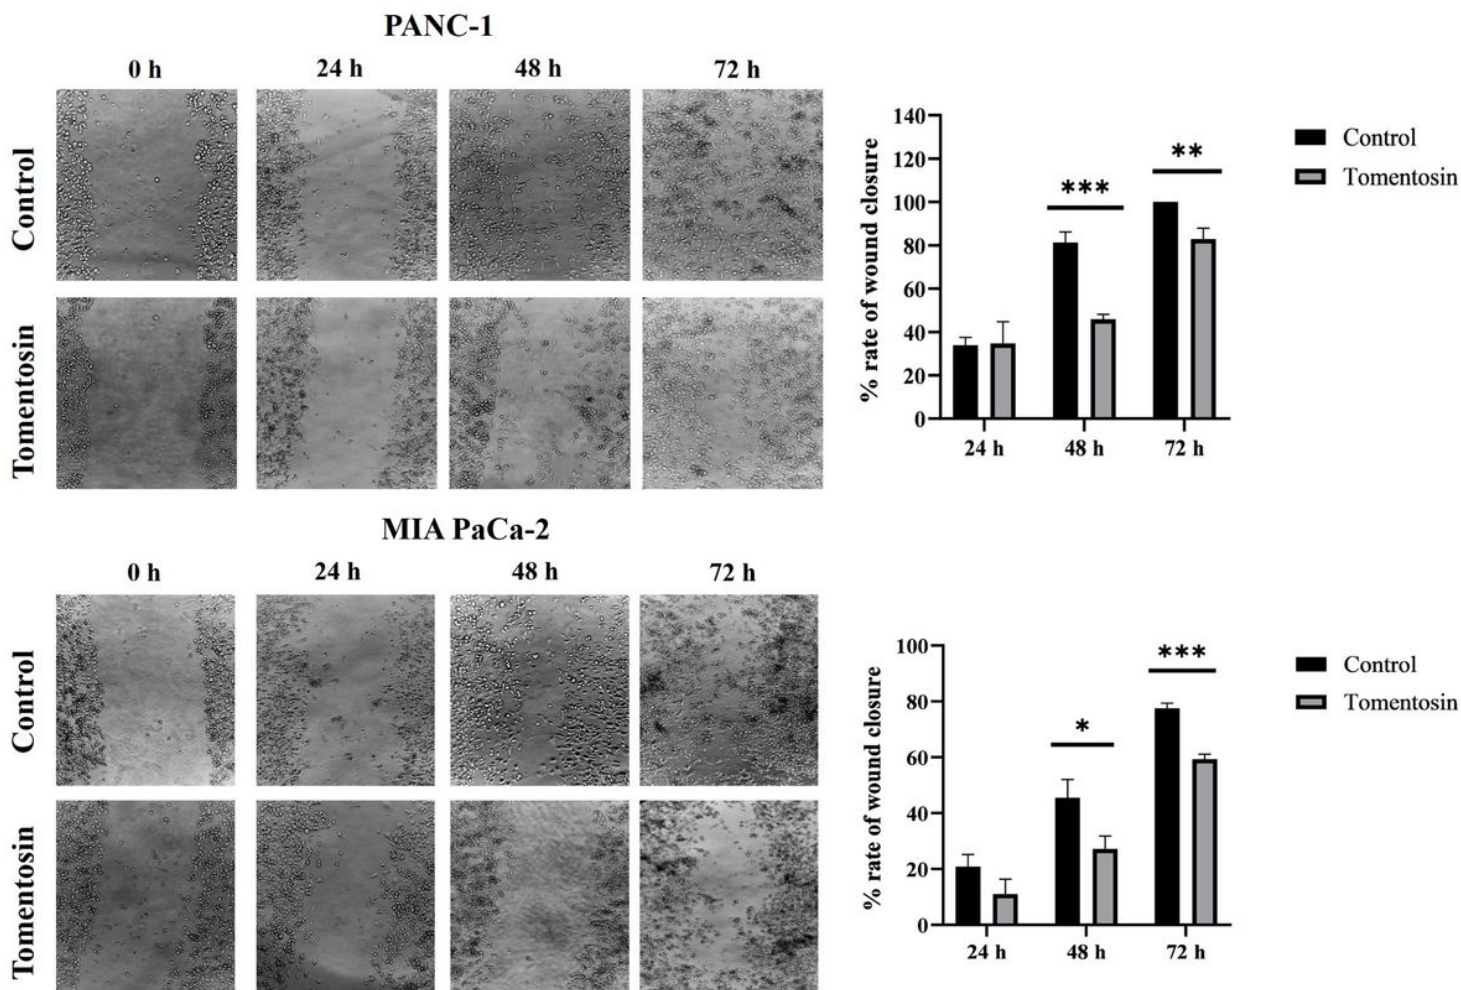 PANC-1
0 h 24 h 48 h 72 h
Control
Tomentosin
% rate of wound closure
140
120
100
80
60
40
20
0
***
**
24 h 48 h 72 h
Control
Tomentosin
MIA PaCa-2
0 h 24 h 48 h 72 h
Control
Tomentosin
% rate of wound closure
100
80
60
40
20
0
*
***
24 h 48 h 72 h
Control
Tomentosin